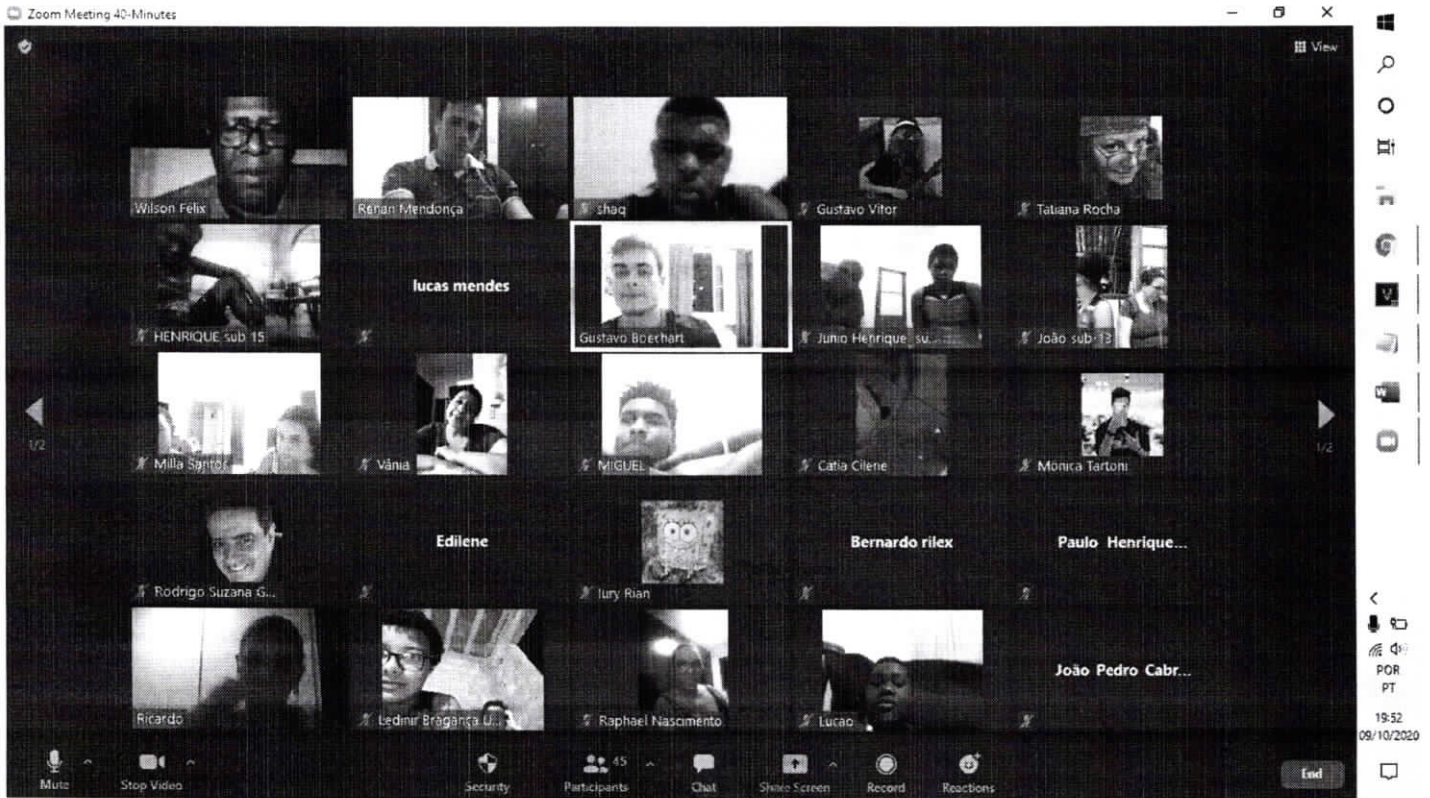 Zoom Meeting 40-Minutes
View
Wilson Felix
Renan Mendonça
shaq
Gustavo Vitor
Tatiana Rocha
HENRIQUE sub 15
lucas mendes
Gustavo Boechart
Junio Henrique su...
João sub-13
1/2
Milla Santos
Vânia
MIGUEL
Catia Cilene
Mônica Tartoni
1/2
Rodrigo Suzana G...
Edilene
Iury Rian
Bernardo rilex
Paulo Henrique...
Ricardo
Ledinir Bragança U...
Raphael Nascimento
Lucao
João Pedro Cabr...
Mute
Stop Video
Security
Participants
45
Chat
Share Screen
Record
Reactions
End
POR
PT
19:52
09/10/2020